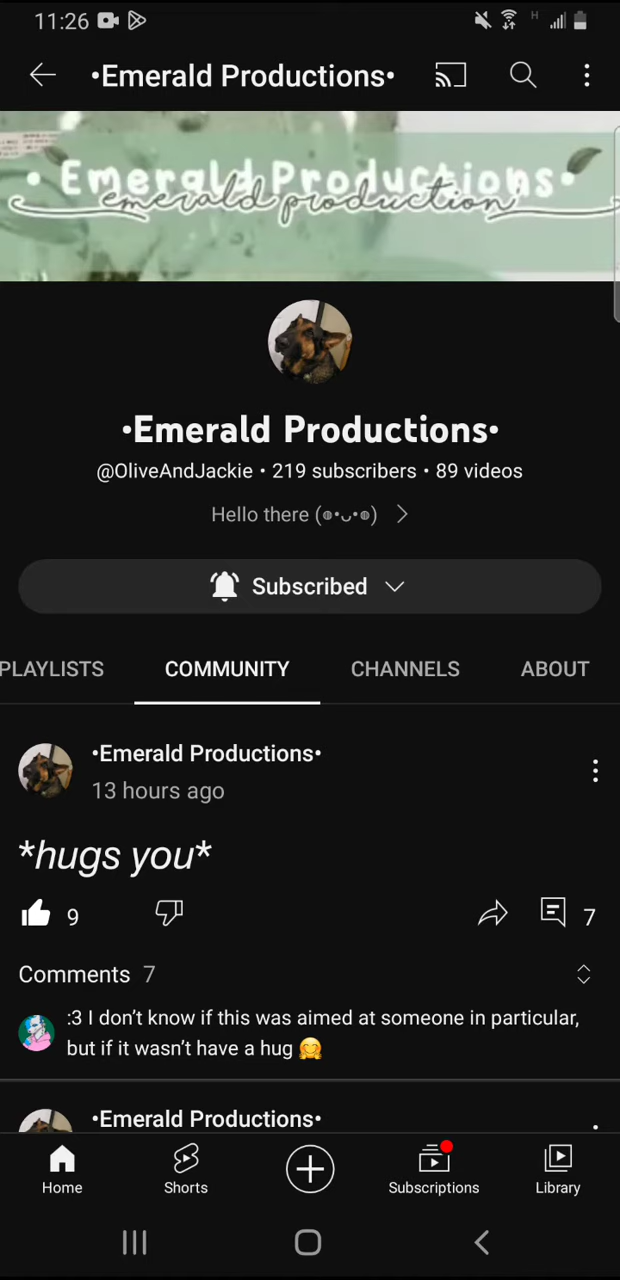 11:26
H
•Emerald Productions•
• Emerald Productions•
emerald production
•Emerald Productions•
@OliveAndJackie • 219 subscribers • 89 videos
Hello there (๑•ᴗ•๑)
Subscribed
PLAYLISTS
COMMUNITY
CHANNELS
ABOUT
•Emerald Productions•
13 hours ago
*hugs you*
9
7
Comments 7
:3 I don't know if this was aimed at someone in particular,
but if it wasn't have a hug 🤗
•Emerald Productions•
Home
Shorts
Subscriptions
Library